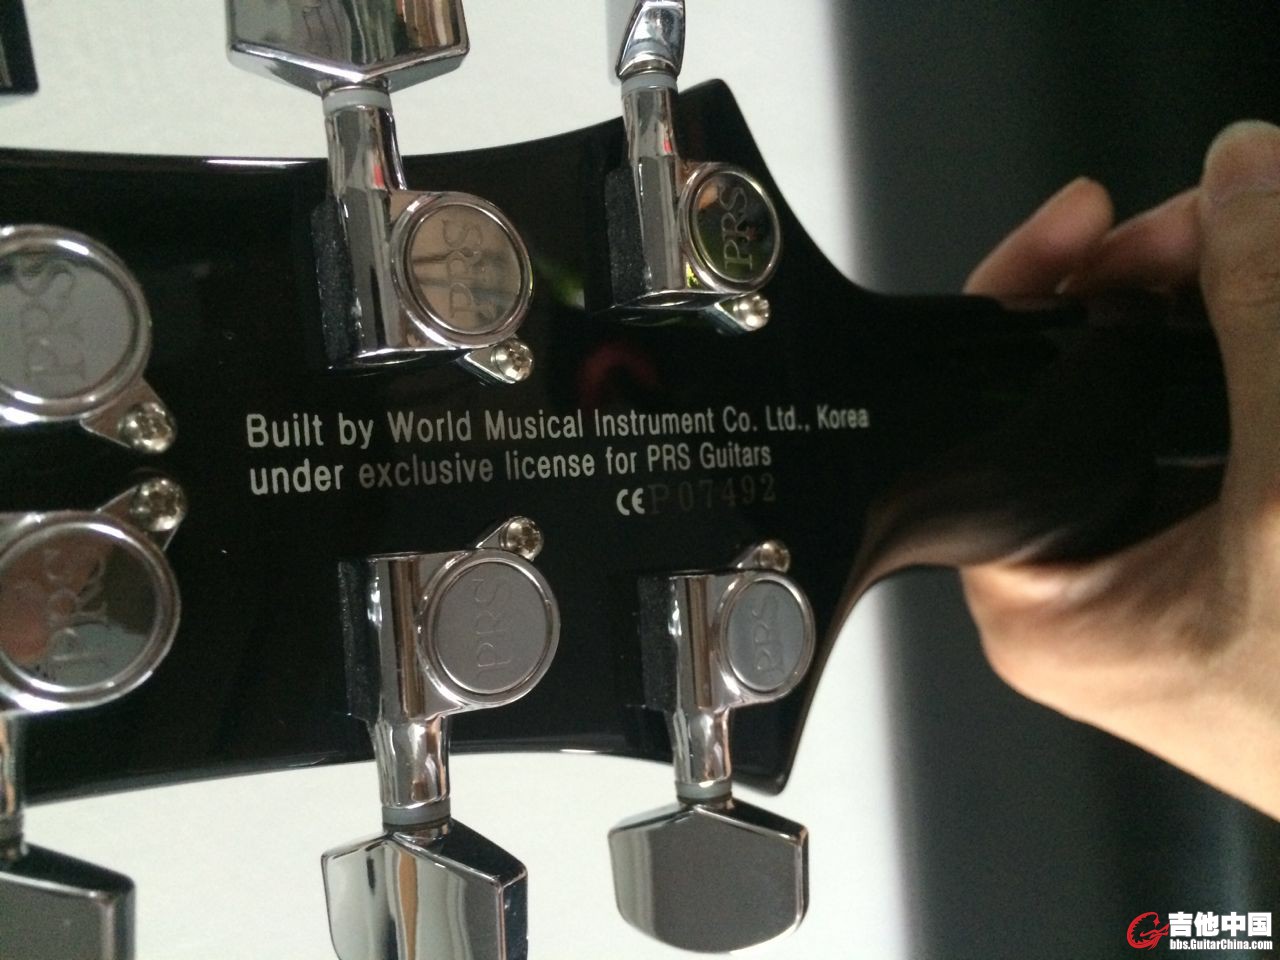 PRS
PRS
PRS
Built by World Musical Instrument Co. Ltd., Korea
under exclusive license for PRS Guitars
CE P07492
PRS
PRS
PRS
吉他中国
bbs.GuitarChina.com